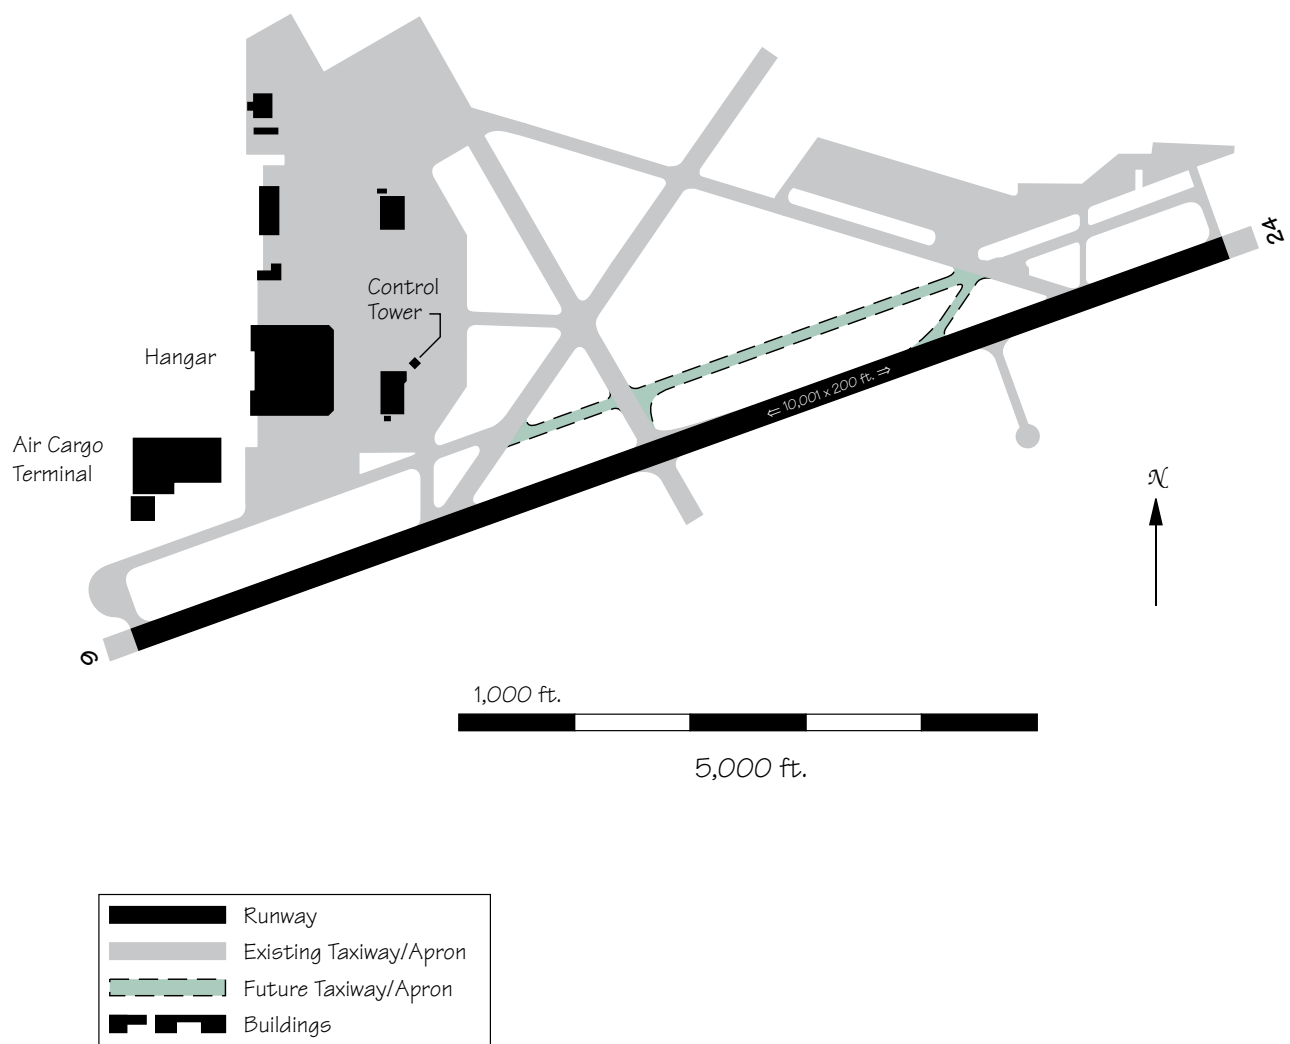 24
Control
Tower
Hangar
⇐ 10,001 x 200 ft. ⇒
Air Cargo
Terminal
N
6
1,000 ft.
5,000 ft.
Runway
Existing Taxiway/Apron
Future Taxiway/Apron
Buildings